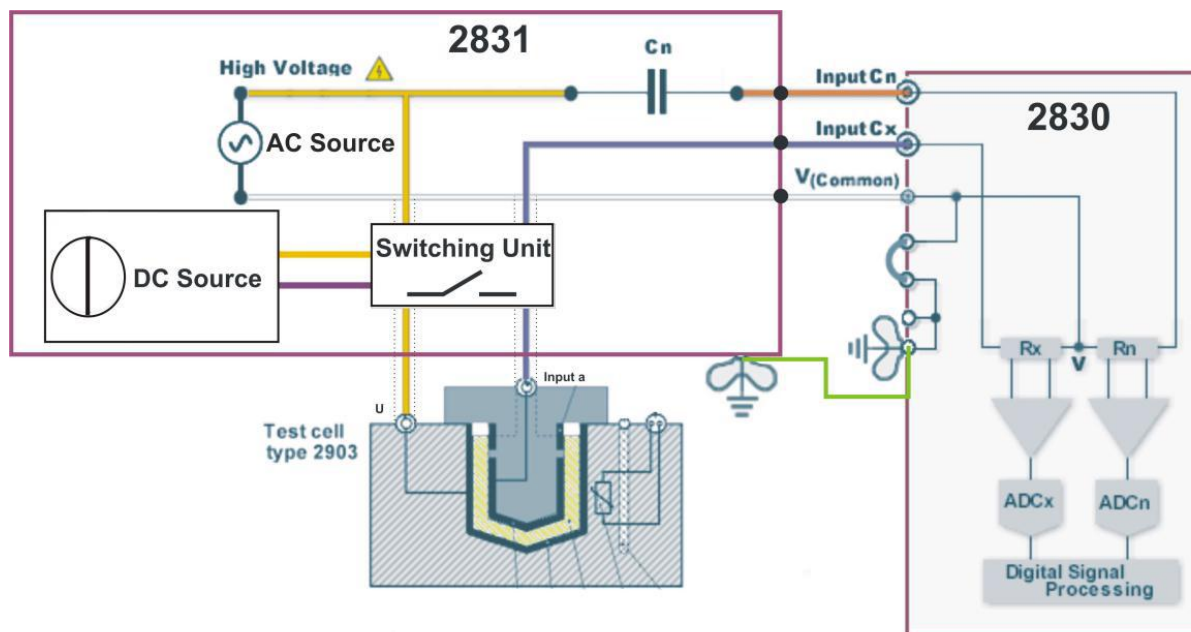 2831
Cn
High Voltage
Input Cn
2830
AC Source
Input Cx
V(Common)
Switching Unit
DC Source
Rx
V
Rn
Input a
U
Test cell
type 2903
ADCx
ADCn
Digital Signal
Processing